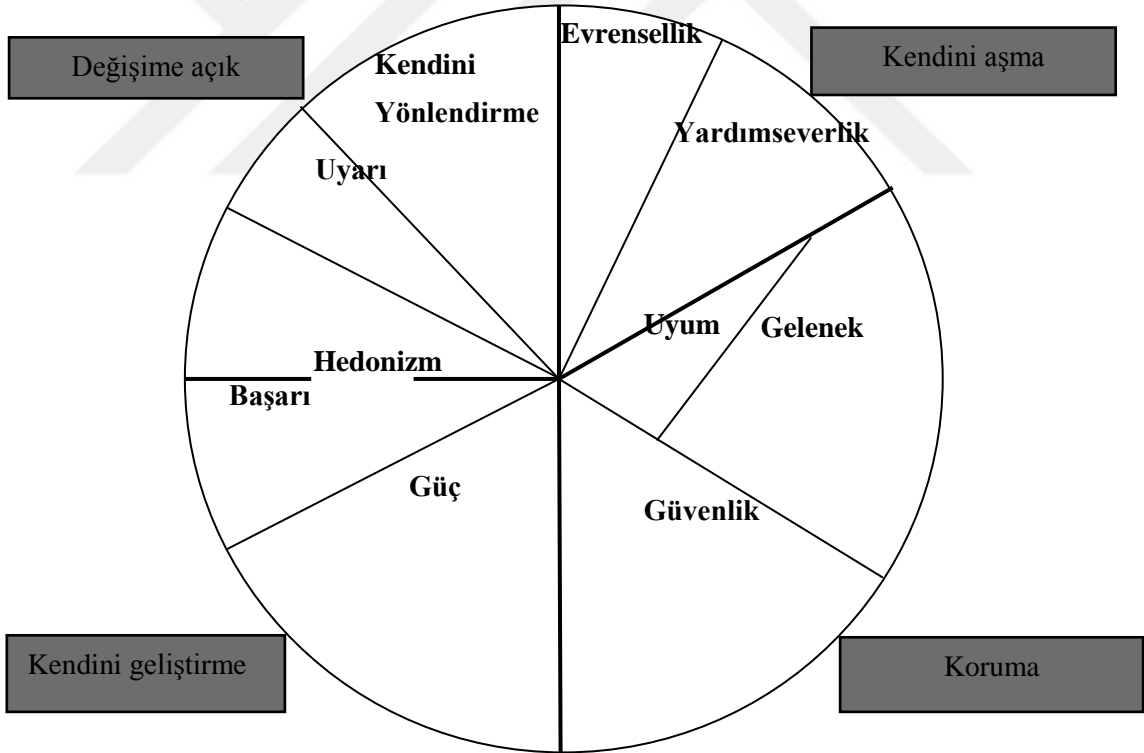 Evrensellik
Değişime açık
Kendini
Yönlendirme
Kendini aşma
Yardımseverlik
Uyarı
Uyum
Gelenek
Hedonizm
Başarı
Güç
Güvenlik
Kendini geliştirme
Koruma